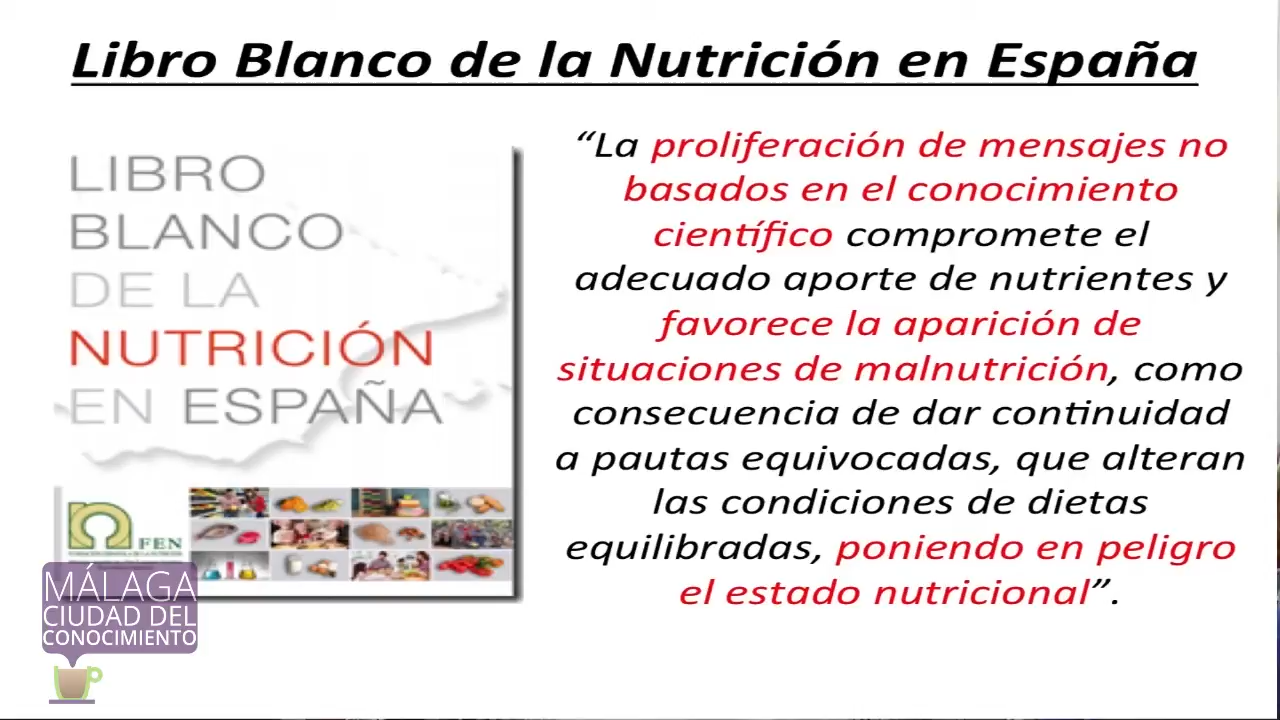 Libro Blanco de la Nutrición en España
LIBRO
BLANCO
DE LA
NUTRICIÓN
EN ESPAÑA
FEN
MÁLAGA
CIUDAD DEL
CONOCIMIENTO
“La proliferación de mensajes no
basados en el conocimiento
científico compromete el
adecuado aporte de nutrientes y
favorece la aparición de
situaciones de malnutrición, como
consecuencia de dar continuidad
a pautas equivocadas, que alteran
las condiciones de dietas
equilibradas, poniendo en peligro
el estado nutricional”.